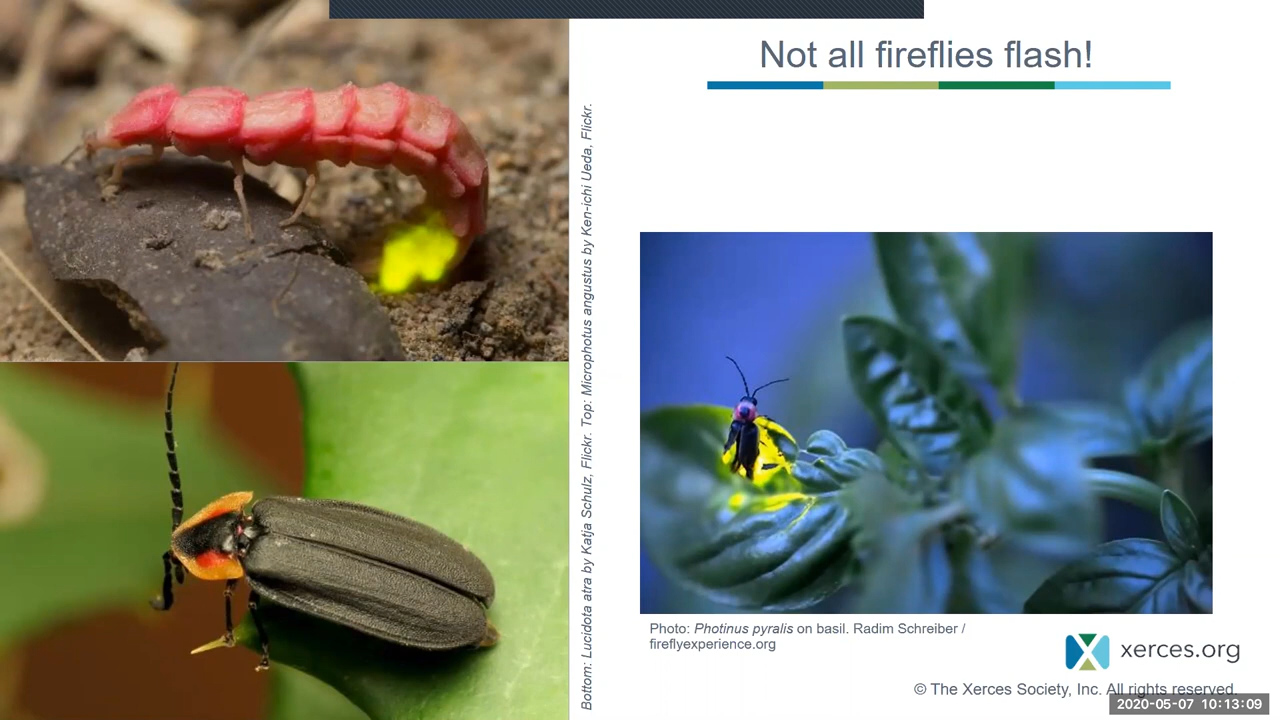 Not all fireflies flash!
Bottom: Lucidota atra by Katja Schulz, Flickr. Top: Microphotus angustus by Ken-ichi Ueda, Flickr.
Photo: Photinus pyralis on basil. Radim Schreiber /
fireflyexperience.org
xerces.org
© The Xerces Society, Inc. All rights reserved.
2020-05-07 10:13:09